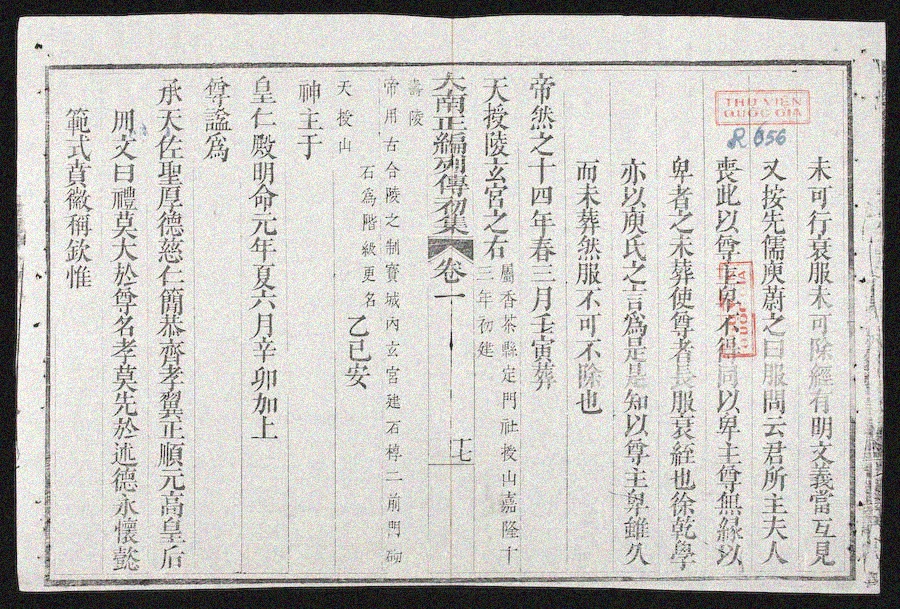 未可行哀服未可除經有明文義當互見
又按先儒庾蔚之曰服問云君所主夫人
喪此以尊主卑不得同以卑主尊無緣以
卑者之未葬使尊者長服衰絰也徐乾學
亦以庾氏之言爲是是知以尊主卑雖久
而未葬然服不可不除也
帝然之十四年春三月壬寅葬
天授陵玄宮之右 屬香茶縣定門社授山嘉隆十
三年初建
大南正編列傳初集 卷一 十七
壽陵
帝用古合陵之制寶城內玄宮建石椁二前門砌
石爲階級更名
天授山 乙巳安
神主于
皇仁殿明命元年夏六月辛卯加上
尊諡爲
承天佐聖厚德慈仁簡恭齊孝翼正順元高皇后
冊文曰禮莫大於尊名孝莫先於述德永懷懿
範式賁徽稱欽惟
THƯ VIỆN
QUỐC GIA
R 656